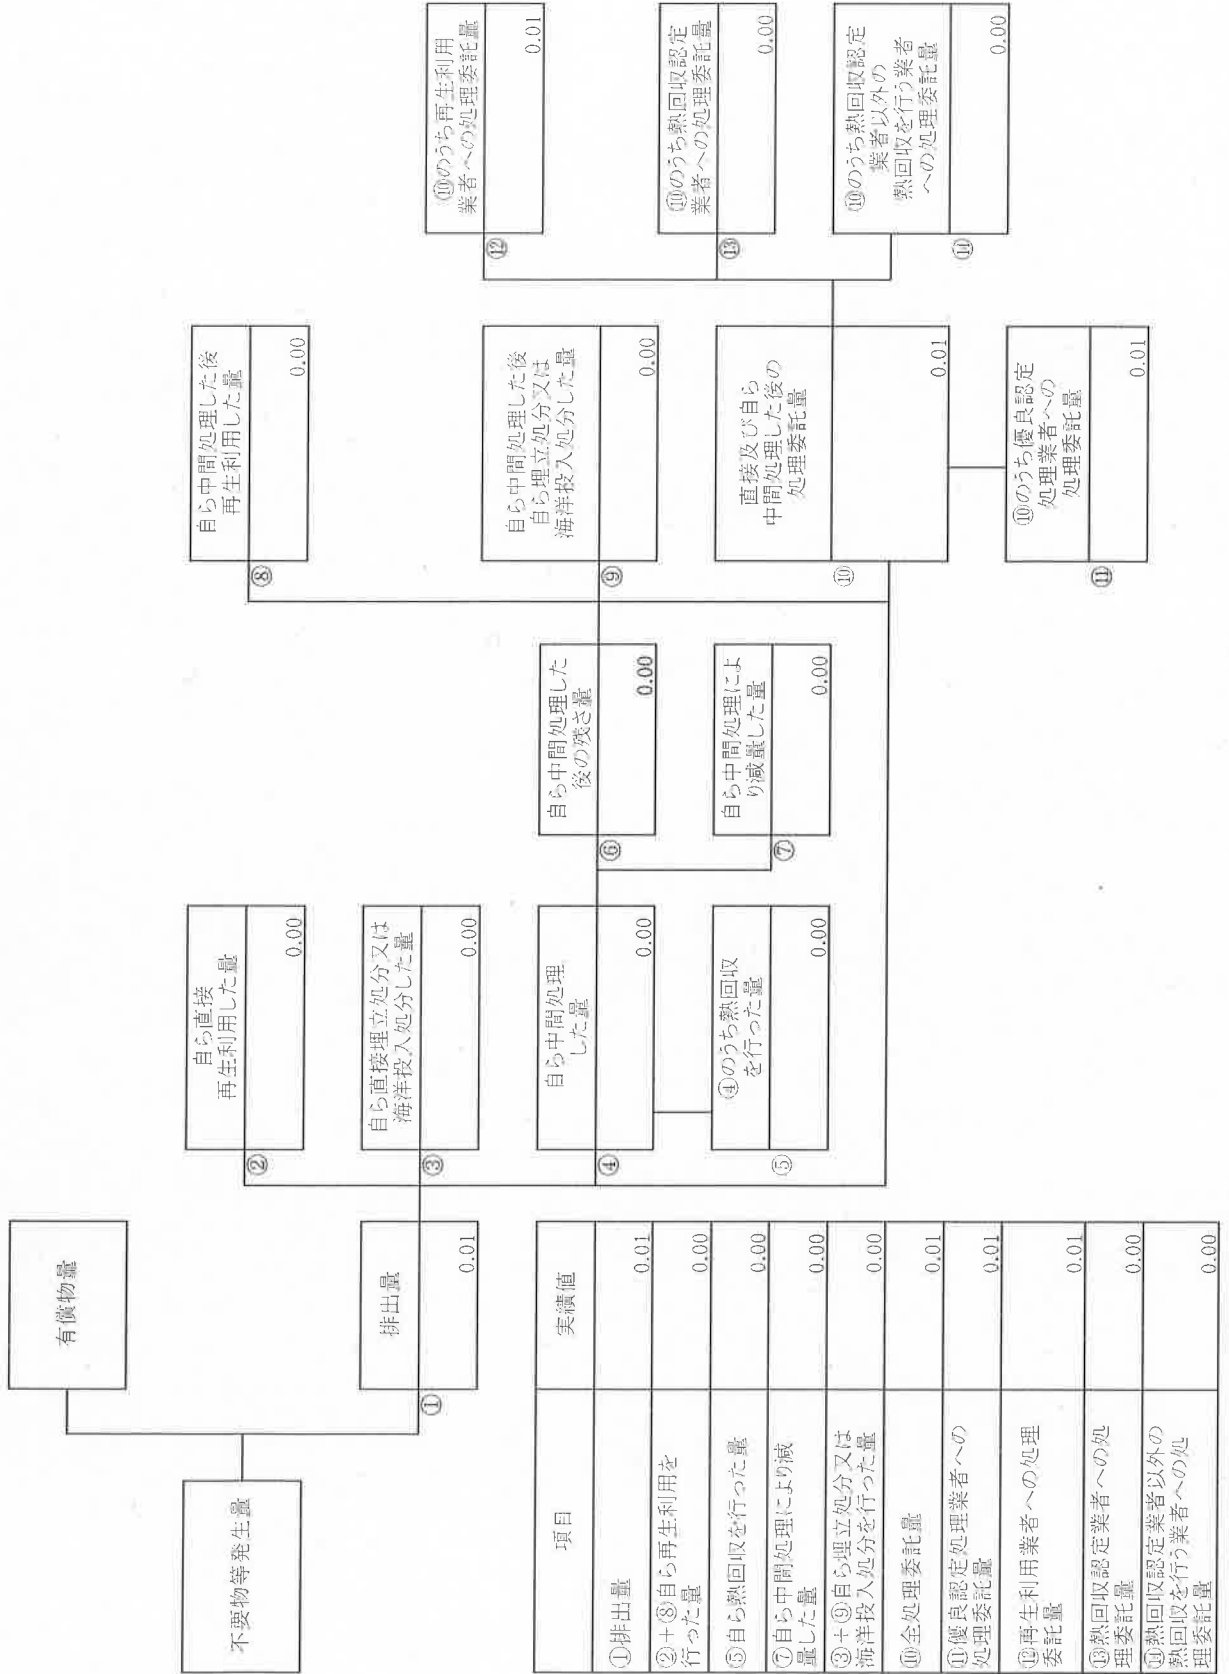 不要物等発生量
有償物量
①
排出量
0.01
②
自ら直接
再生利用した量
0.00
③
自ら直接埋立処分又は
海洋投入処分した量
0.00
④
自ら中間処理
した量
0.00
⑤
④のうち熱回収
を行った量
0.00
⑥
自ら中間処理した
後の残さ量
0.00
⑦
自ら中間処理によ
り減量した量
0.00
⑧
自ら中間処理した後
再生利用した量
0.00
⑨
自ら中間処理した後
自ら埋立処分又は
海洋投入処分した量
0.00
⑩
直接及び自ら
中間処理した後の
処理委託量
0.01
⑪
⑩のうち優良認定
処理業者への
処理委託量
0.01
⑫
⑩のうち再生利用
業者への処理委託量
0.01
⑬
⑩のうち熱回収認定
業者への処理委託量
0.00
⑭
⑩のうち熱回収認定
業者以外の
熱回収を行う業者
への処理委託量
0.00
項目 実績値
①排出量 0.01
②+⑧自ら再生利用を
行った量 0.00
⑤自ら熱回収を行った量 0.00
⑦自ら中間処理により減
量した量 0.00
③+⑨自ら埋立処分又は
海洋投入処分を行った量 0.00
⑩全処理委託量 0.01
⑪優良認定処理業者への
処理委託量 0.01
⑫再生利用業者への処理
委託量 0.01
⑬熱回収認定業者への処
理委託量 0.00
⑭熱回収認定業者以外の
熱回収を行う業者への処
理委託量 0.00